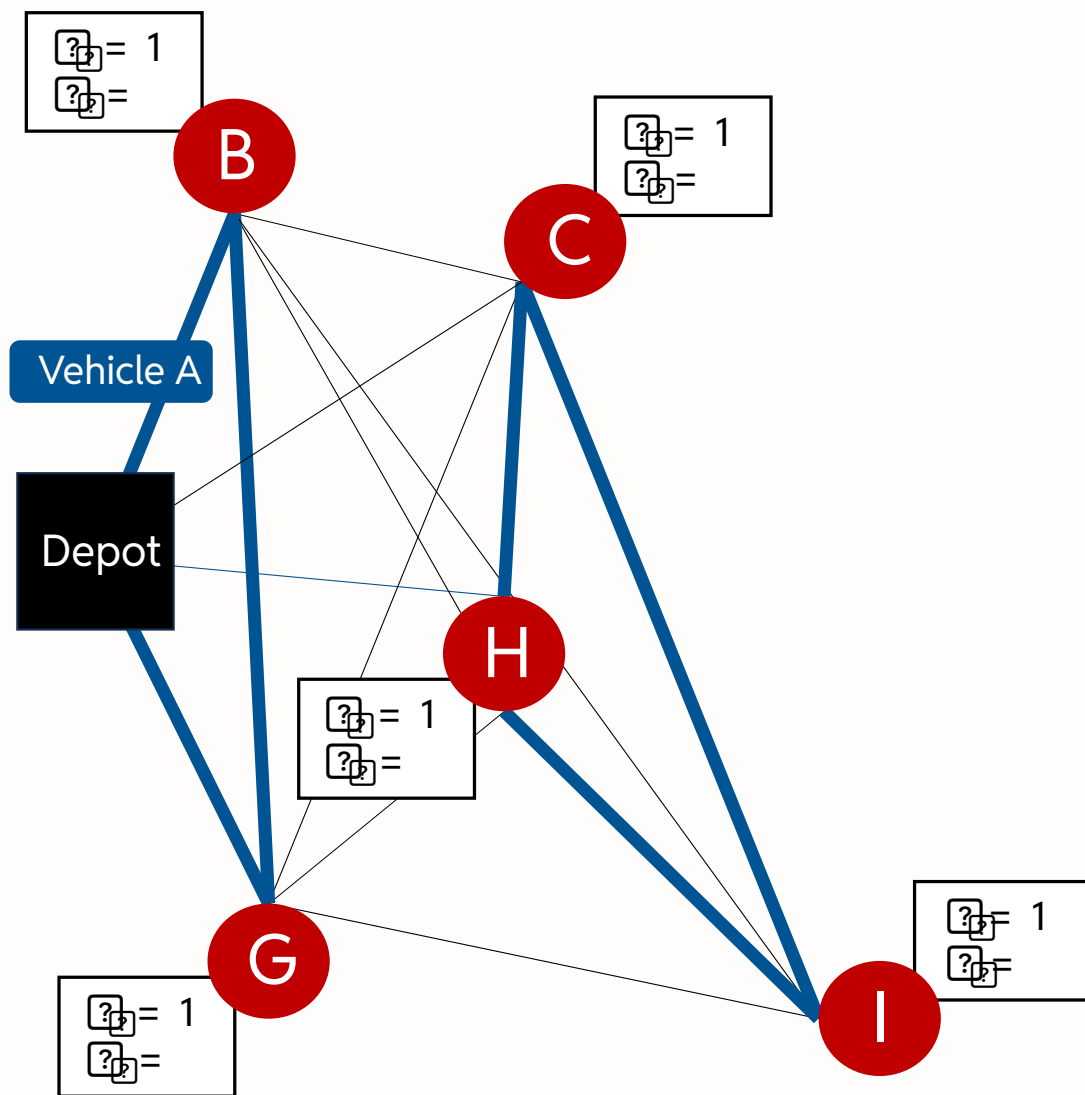 = 1
=
B
= 1
=
C
Vehicle A
Depot
H
= 1
=
G
= 1
=
= 1
=
I